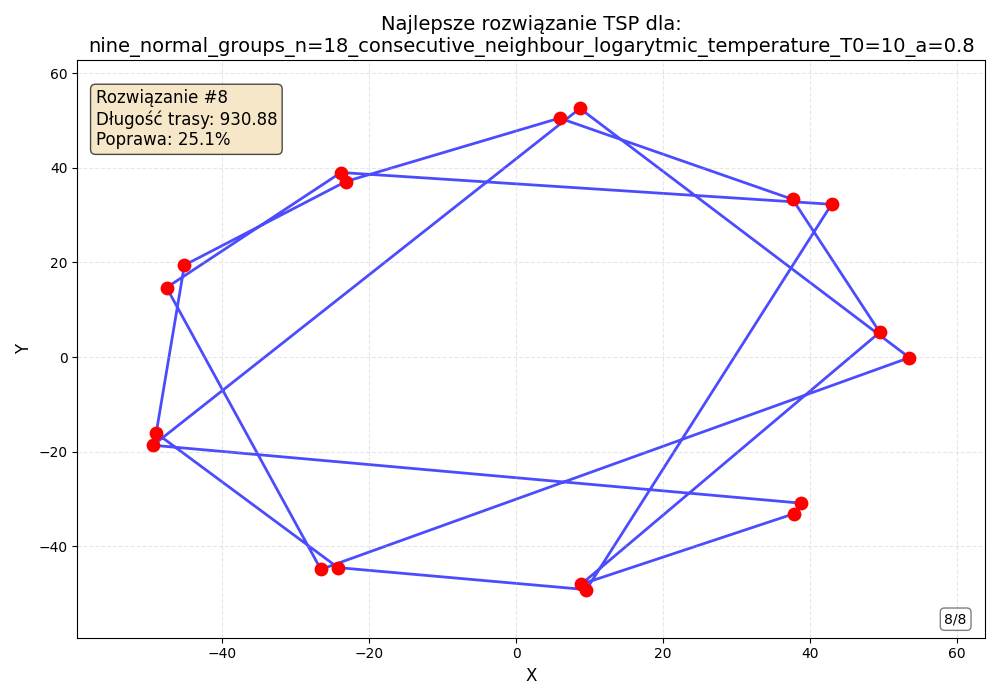 Najlepsze rozwiązanie TSP dla:
nine_normal_groups_n=18_consecutive_neighbour_logarytmic_temperature_T0=10_a=0.8
Rozwiązanie #8
Długość trasy: 930.88
Poprawa: 25.1%
60
40
20
0
−20
−40
Y
8/8
−40
−20
0
20
40
60
X